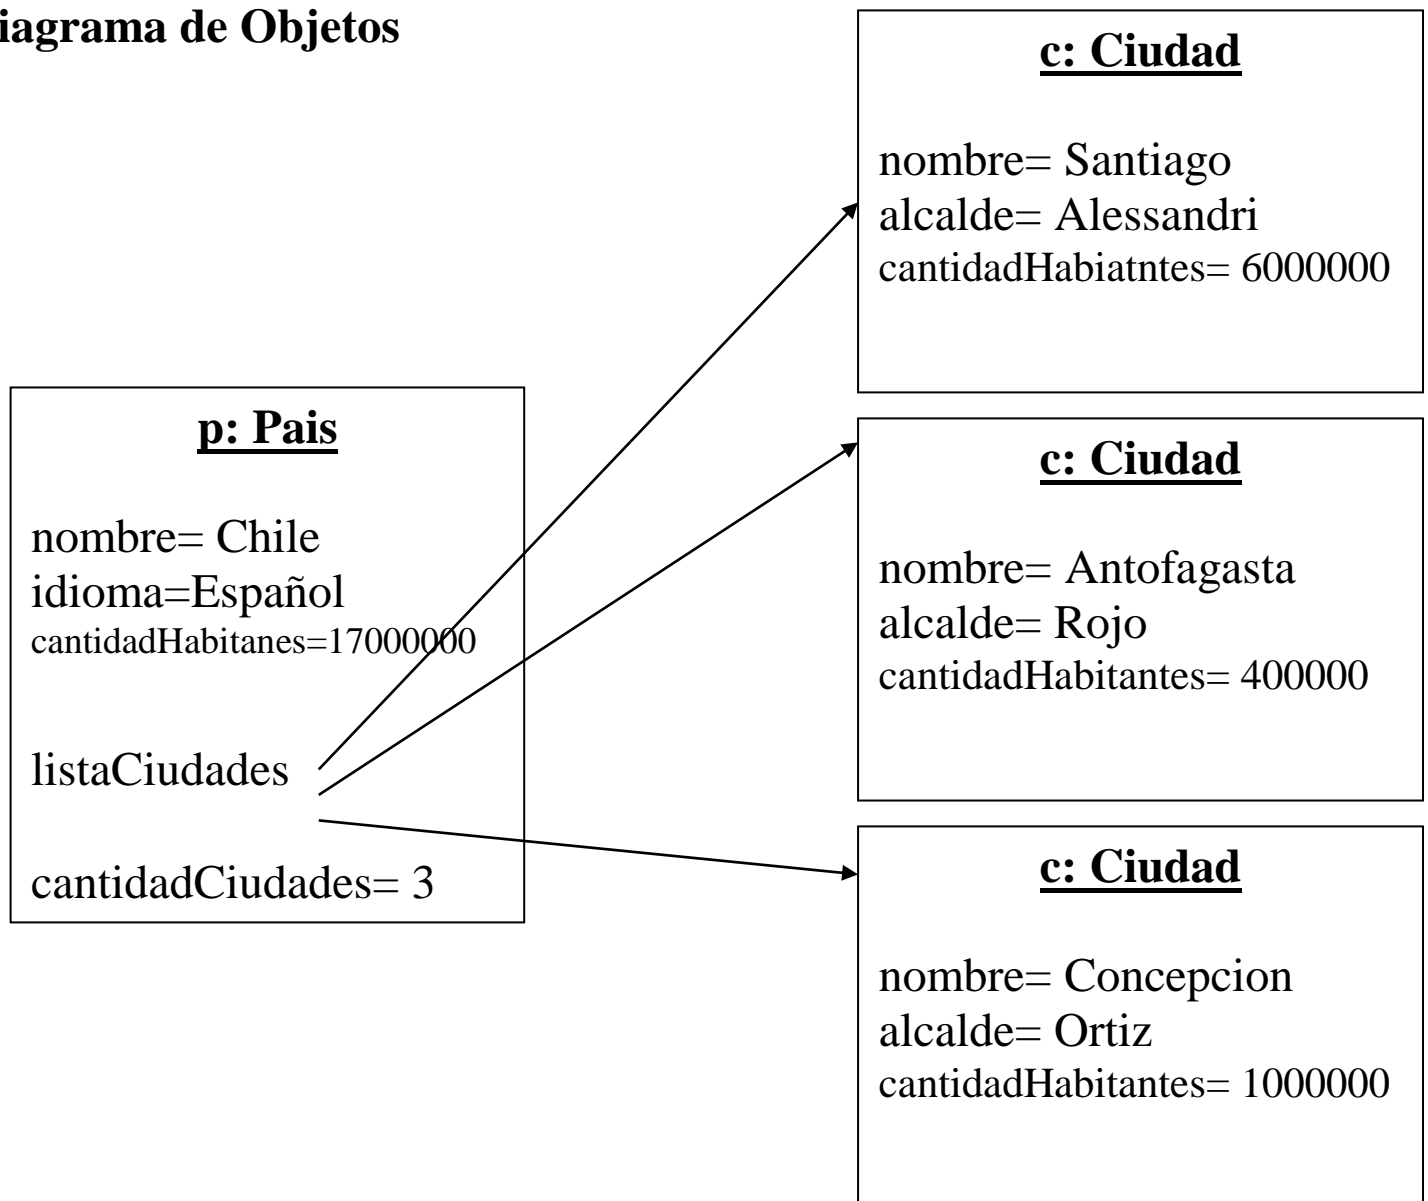 iagrama de Objetos
c: Ciudad
nombre= Santiago
alcalde= Alessandri
cantidadHabiatntes= 6000000
p: Pais
nombre= Chile
idioma=Español
cantidadHabitanes=17000000
listaCiudades
cantidadCiudades= 3
c: Ciudad
nombre= Antofagasta
alcalde= Rojo
cantidadHabitantes= 400000
c: Ciudad
nombre= Concepcion
alcalde= Ortiz
cantidadHabitantes= 1000000